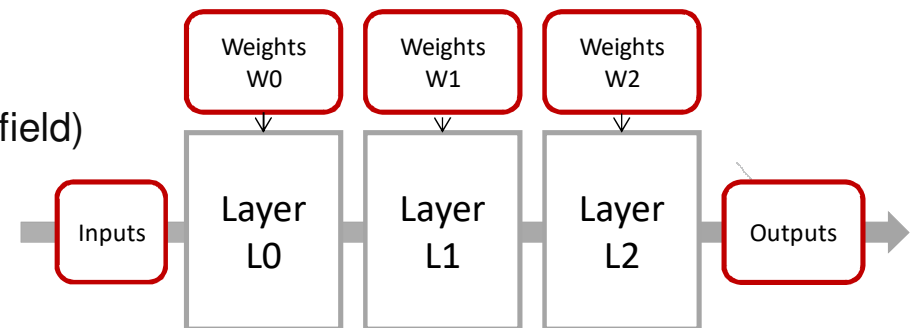 Weights
W0
Weights
W1
Weights
W2
field)
Inputs
Layer
L0
Layer
L1
Layer
L2
Outputs